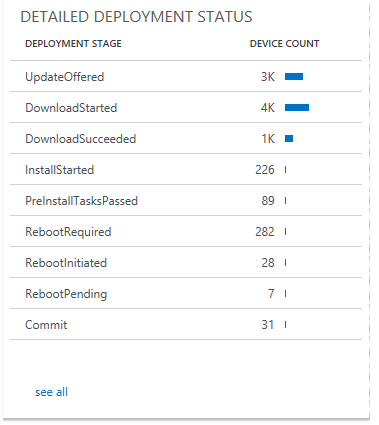 DETAILED DEPLOYMENT STATUS
DEPLOYMENT STAGE DEVICE COUNT
UpdateOffered 3K
DownloadStarted 4K
DownloadSucceeded 1K
InstallStarted 226
PreInstallTasksPassed 89
RebootRequired 282
RebootInitiated 28
RebootPending 7
Commit 31
see all